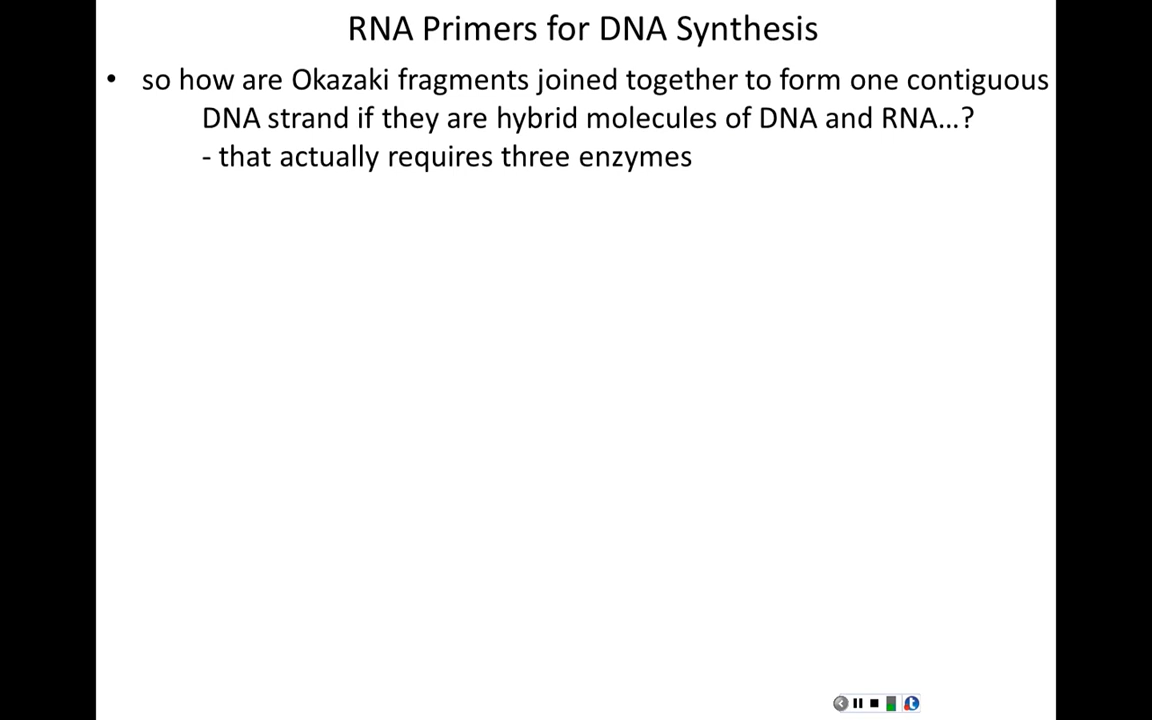 RNA Primers for DNA Synthesis
• so how are Okazaki fragments joined together to form one contiguous
DNA strand if they are hybrid molecules of DNA and RNA...?
- that actually requires three enzymes